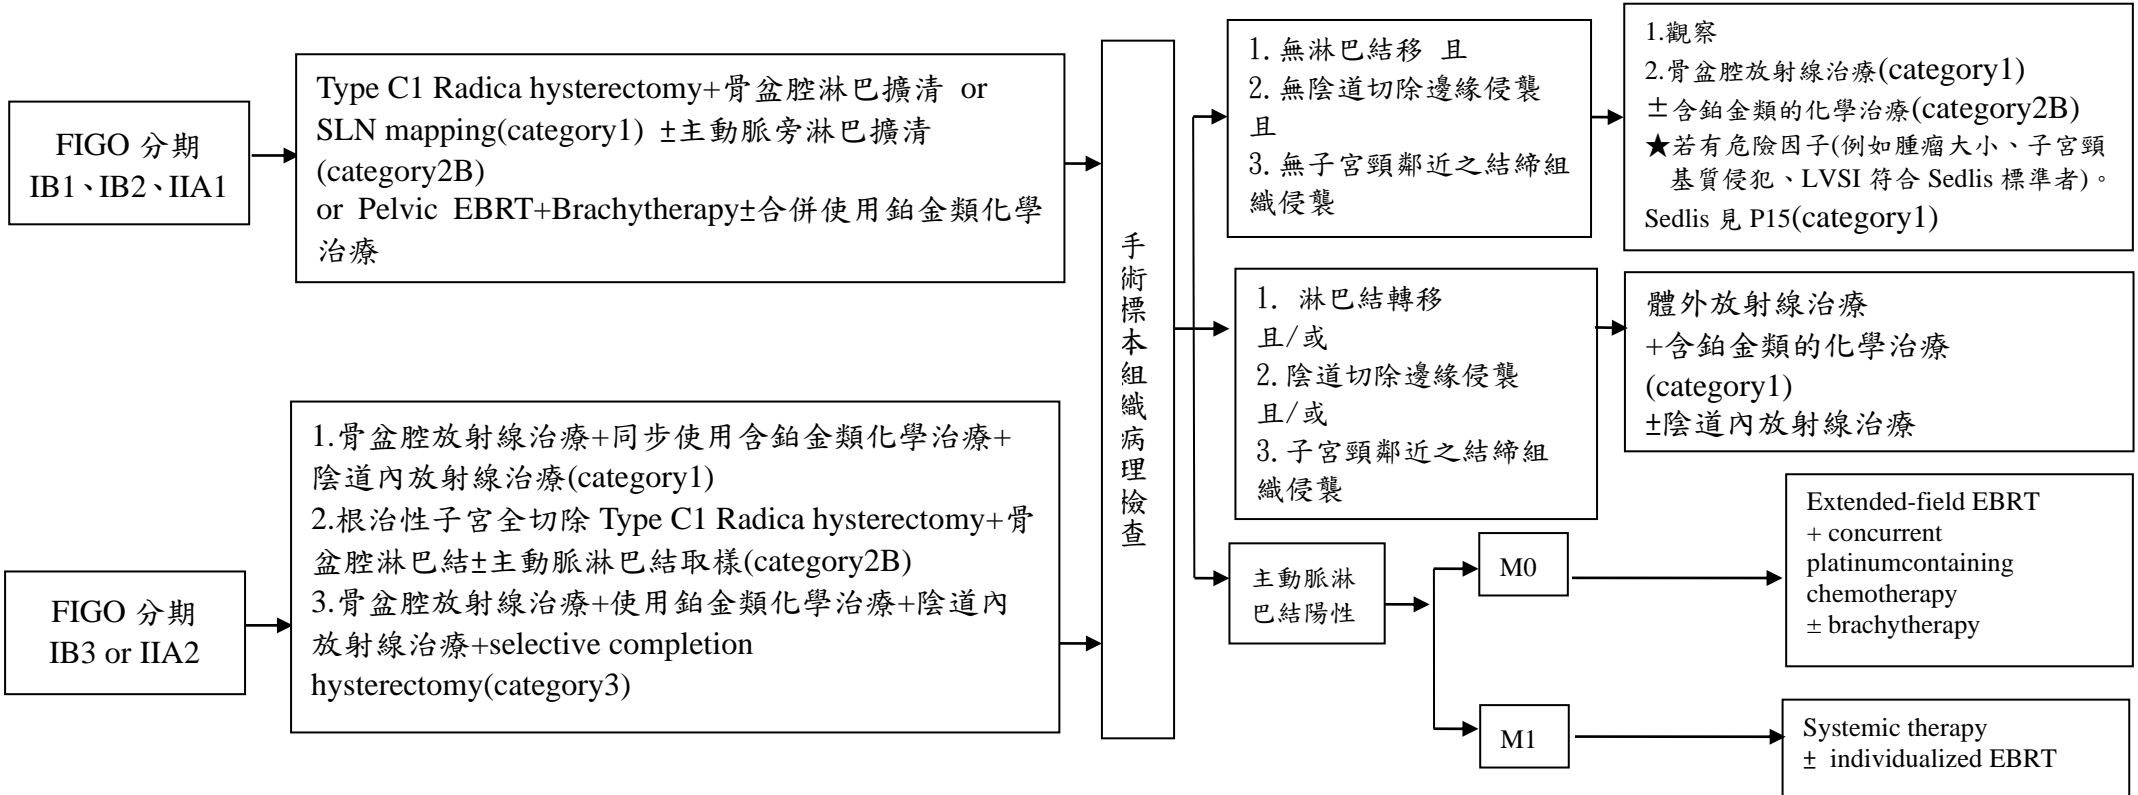 FIGO 分期
IB1、IB2、IIA1
Type C1 Radica hysterectomy+骨盆腔淋巴擴清 or
SLN mapping(category1) ±主動脈旁淋巴擴清
(category2B)
or Pelvic EBRT+Brachytherapy±合併使用鉑金類化學
治療
FIGO 分期
IB3 or IIA2
1.骨盆腔放射線治療+同步使用含鉑金類化學治療+
陰道內放射線治療(category1)
2.根治性子宮全切除 Type C1 Radica hysterectomy+骨
盆腔淋巴結±主動脈淋巴結取樣(category2B)
3.骨盆腔放射線治療+使用鉑金類化學治療+陰道內
放射線治療+selective completion
hysterectomy(category3)
手術標本組織病理檢查
1.無淋巴結移 且
2.無陰道切除邊緣侵襲
且
3.無子宮頸鄰近之結締組
織侵襲
1.觀察
2.骨盆腔放射線治療(category1)
±含鉑金類的化學治療(category2B)
★若有危險因子(例如腫瘤大小、子宮頸
基質侵犯、LVSI 符合 Sedlis 標準者)。
Sedlis 見 P15(category1)
1. 淋巴結轉移
且/或
2.陰道切除邊緣侵襲
且/或
3.子宮頸鄰近之結締組
織侵襲
體外放射線治療
+含鉑金類的化學治療
(category1)
±陰道內放射線治療
主動脈淋
巴結陽性
M0
Extended-field EBRT
+ concurrent
platinumcontaining
chemotherapy
± brachytherapy
M1
Systemic therapy
± individualized EBRT